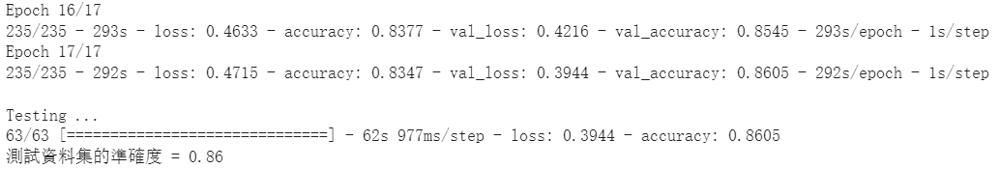 Epoch 16/17
235/235 - 293s - loss: 0.4633 - accuracy: 0.8377 - val_loss: 0.4216 - val_accuracy: 0.8545 - 293s/epoch - 1s/step
Epoch 17/17
235/235 - 292s - loss: 0.4715 - accuracy: 0.8347 - val_loss: 0.3944 - val_accuracy: 0.8605 - 292s/epoch - 1s/step
Testing ...
63/63 [==============================] - 62s 977ms/step - loss: 0.3944 - accuracy: 0.8605
測試資料集的準確度 = 0.86